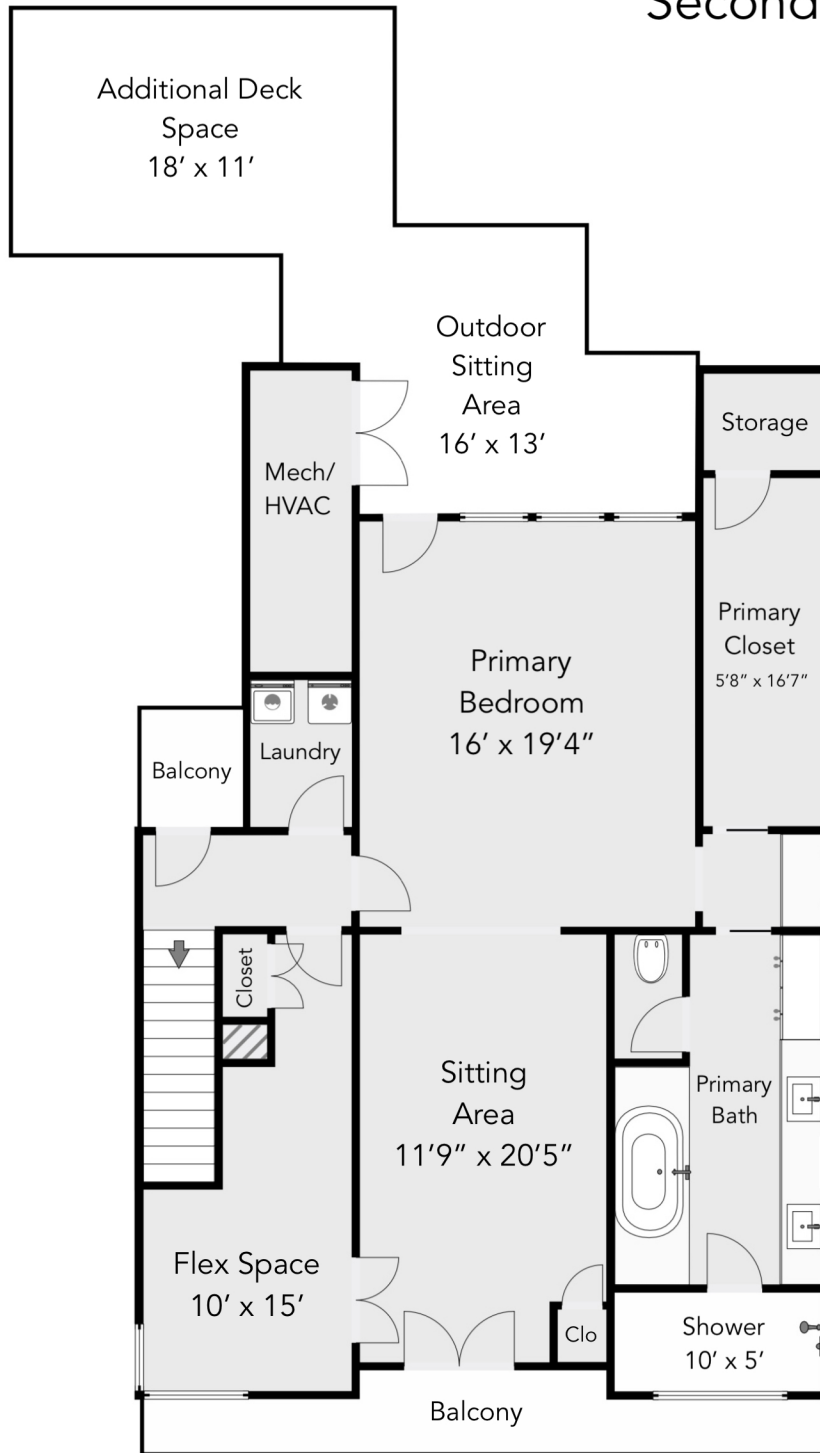 Second
Additional Deck
Space
18’ x 11’
Outdoor
Sitting
Area
16’ x 13’
Storage
Mech/
HVAC
Primary
Closet
5’8” x 16’7”
Primary
Bedroom
16’ x 19’4”
Laundry
Balcony
Closet
Sitting
Area
11’9” x 20’5”
Primary
Bath
Flex Space
10’ x 15’
Clo
Shower
10’ x 5’
Balcony